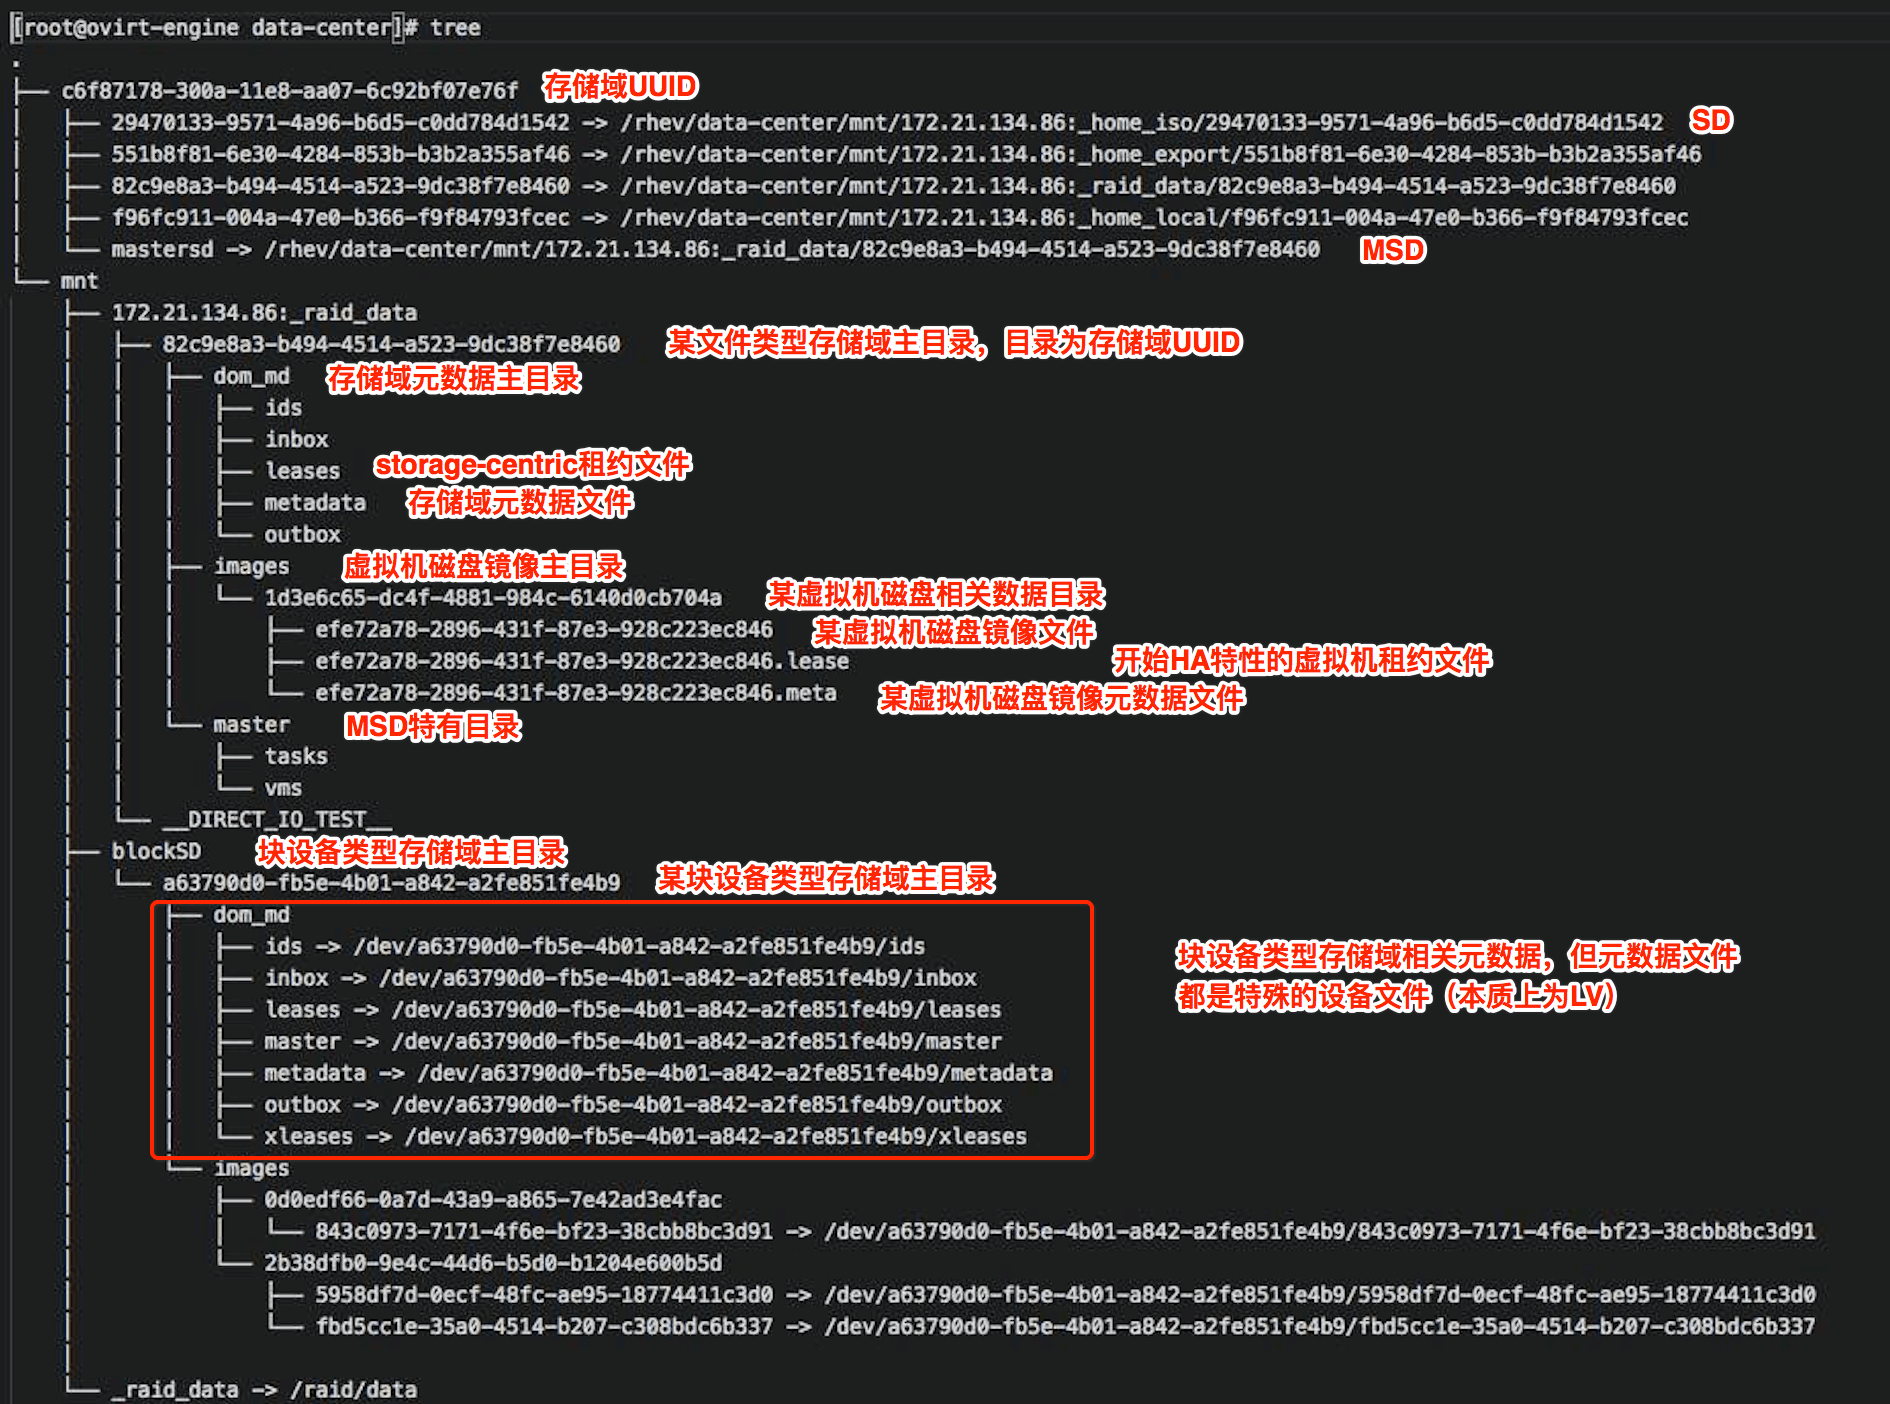 [root@ovirt-engine data-center]# tree
.
├── c6f87178-300a-11e8-aa07-6c92bf07e76f 存储域UUID
│   ├── 29470133-9571-4a96-b6d5-c0dd784d1542 -> /rhev/data-center/mnt/172.21.134.86:_home_iso/29470133-9571-4a96-b6d5-c0dd784d1542 SD
│   ├── 551b8f81-6e30-4284-853b-b3b2a355af46 -> /rhev/data-center/mnt/172.21.134.86:_home_export/551b8f81-6e30-4284-853b-b3b2a355af46
│   ├── 82c9e8a3-b494-4514-a523-9dc38f7e8460 -> /rhev/data-center/mnt/172.21.134.86:_raid_data/82c9e8a3-b494-4514-a523-9dc38f7e8460
│   ├── f96fc911-004a-47e0-b366-f9f84793fcec -> /rhev/data-center/mnt/172.21.134.86:_home_local/f96fc911-004a-47e0-b366-f9f84793fcec
│   └── mastersd -> /rhev/data-center/mnt/172.21.134.86:_raid_data/82c9e8a3-b494-4514-a523-9dc38f7e8460 MSD
└── mnt
    ├── 172.21.134.86:_raid_data
    │   ├── 82c9e8a3-b494-4514-a523-9dc38f7e8460 某文件类型存储域主目录，目录为存储域UUID
    │   │   ├── dom_md 存储域元数据主目录
    │   │   │   ├── ids
    │   │   │   ├── inbox
    │   │   │   ├── leases storage-centric租约文件
    │   │   │   ├── metadata 存储域元数据文件
    │   │   │   └── outbox
    │   │   ├── images 虚拟机磁盘镜像主目录
    │   │   │   └── 1d3e6c65-dc4f-4881-984c-6140d0cb704a 某虚拟机磁盘相关数据目录
    │   │   │       ├── efe72a78-2896-431f-87e3-928c223ec846 某虚拟机磁盘镜像文件
    │   │   │       ├── efe72a78-2896-431f-87e3-928c223ec846.lease 开始HA特性的虚拟机租约文件
    │   │   │       └── efe72a78-2896-431f-87e3-928c223ec846.meta 某虚拟机磁盘镜像元数据文件
    │   │   └── master MSD特有目录
    │   │       ├── tasks
    │   │       └── vms
    │   └── __DIRECT_IO_TEST__
    ├── blockSD 块设备类型存储域主目录
    │   └── a63790d0-fb5e-4b01-a842-a2fe851fe4b9 某块设备类型存储域主目录
    │       ├── dom_md
    │       │   ├── ids -> /dev/a63790d0-fb5e-4b01-a842-a2fe851fe4b9/ids 块设备类型存储域相关元数据，但元数据文件
    │       │   ├── inbox -> /dev/a63790d0-fb5e-4b01-a842-a2fe851fe4b9/inbox 都是特殊的设备文件（本质上为LV）
    │       │   ├── leases -> /dev/a63790d0-fb5e-4b01-a842-a2fe851fe4b9/leases
    │       │   ├── master -> /dev/a63790d0-fb5e-4b01-a842-a2fe851fe4b9/master
    │       │   ├── metadata -> /dev/a63790d0-fb5e-4b01-a842-a2fe851fe4b9/metadata
    │       │   ├── outbox -> /dev/a63790d0-fb5e-4b01-a842-a2fe851fe4b9/outbox
    │       │   └── xleases -> /dev/a63790d0-fb5e-4b01-a842-a2fe851fe4b9/xleases
    │       └── images
    │           ├── 0d0edf66-0a7d-43a9-a865-7e42ad3e4fac
    │           │   └── 843c0973-7171-4f6e-bf23-38cbb8bc3d91 -> /dev/a63790d0-fb5e-4b01-a842-a2fe851fe4b9/843c0973-7171-4f6e-bf23-38cbb8bc3d91
    │           └── 2b38dfb0-9e4c-44d6-b5d0-b1204e600b5d
    │               ├── 5958df7d-0ecf-48fc-ae95-18774411c3d0 -> /dev/a63790d0-fb5e-4b01-a842-a2fe851fe4b9/5958df7d-0ecf-48fc-ae95-18774411c3d0
    │               └── fbd5cc1e-35a0-4514-b207-c308bdc6b337 -> /dev/a63790d0-fb5e-4b01-a842-a2fe851fe4b9/fbd5cc1e-35a0-4514-b207-c308bdc6b337
    │
    └── _raid_data -> /raid/data